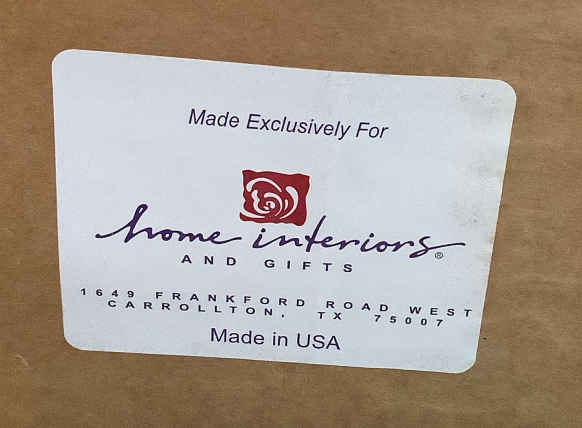 Made Exclusively For
home interiors®
AND GIFTS
1649 FRANKFORD ROAD WEST
CARROLLTON, TX 75007
Made in USA